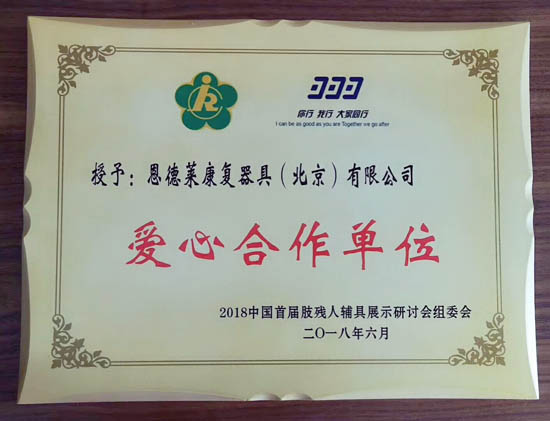 你行 我行 大家同行
I can be as good as you are Together we go after
授予：恩德莱康复器具（北京）有限公司
爱心合作单位
2018中国首届肢残人辅具展示研讨会组委会
二〇一八年六月